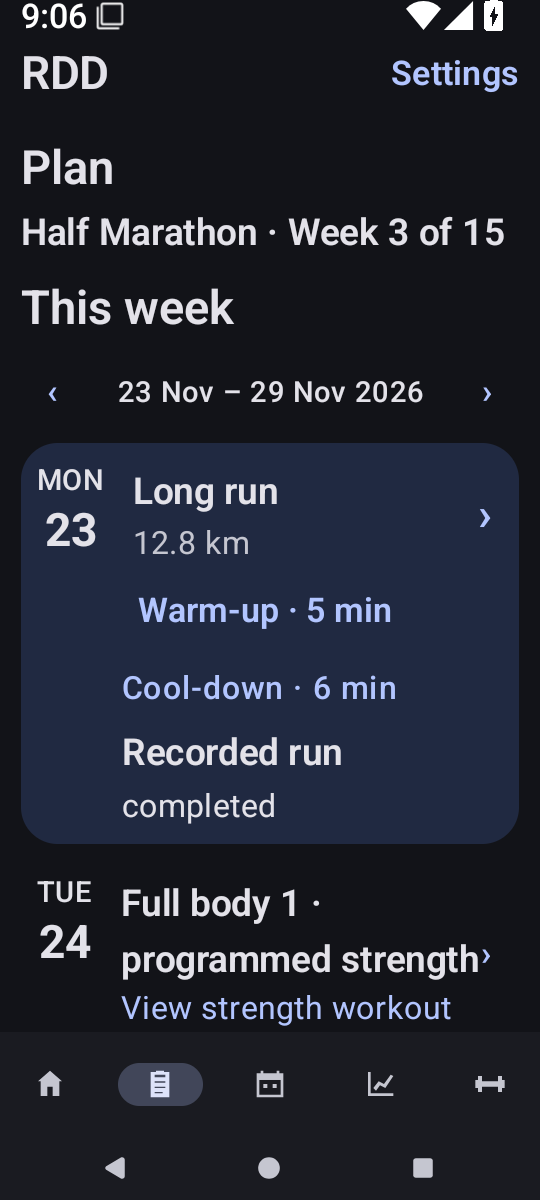 9:06
RDD
Settings
Plan
Half Marathon · Week 3 of 15
This week
‹ 23 Nov – 29 Nov 2026 ›
MON
23
Long run
12.8 km
›
Warm-up · 5 min
Cool-down · 6 min
Recorded run
completed
TUE
24
Full body 1 ·
programmed strength ›
View strength workout